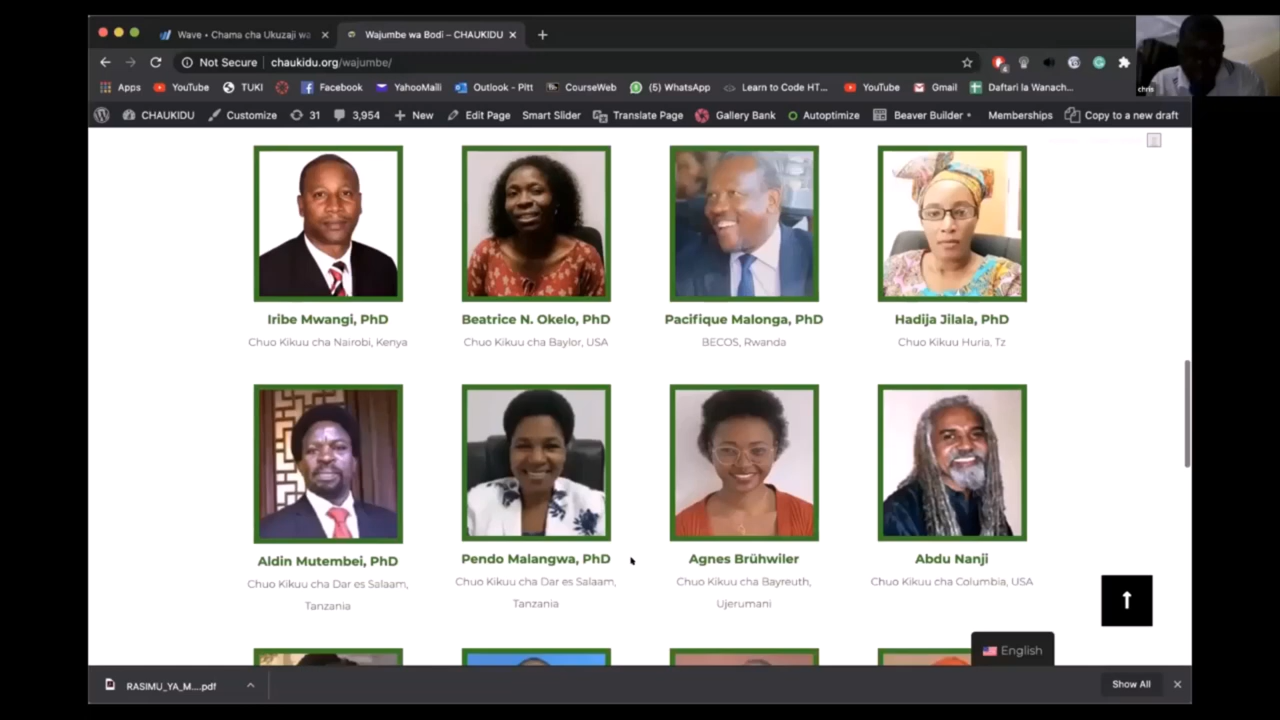 Wave • Chama cha Ukuzaji wa
Wajumbe wa Bodi – CHAUKIDU
Not Secure | chaukidu.org/wajumbe/
chris
Apps YouTube TUKI Facebook YahooMaili Outlook - Pitt CourseWeb (5) WhatsApp Learn to Code HT... YouTube Gmail Daftari la Wanach...
CHAUKIDU Customize 31 3,954 New Edit Page Smart Slider Translate Page Gallery Bank Autoptimize Beaver Builder • Memberships Copy to a new draft
Iribe Mwangi, PhD
Chuo Kikuu cha Nairobi, Kenya
Beatrice N. Okelo, PhD
Chuo Kikuu cha Baylor, USA
Pacifique Malonga, PhD
BECOS, Rwanda
Hadija Jilala, PhD
Chuo Kikuu Huria, Tz
Aldin Mutembei, PhD
Chuo Kikuu cha Dar es Salaam,
Tanzania
Pendo Malangwa, PhD
Chuo Kikuu cha Dar es Salaam,
Tanzania
Agnes Brühwiler
Chuo Kikuu cha Bayreuth,
Ujerumani
Abdu Nanji
Chuo Kikuu cha Columbia, USA
English
RASIMU_YA_M....pdf
Show All